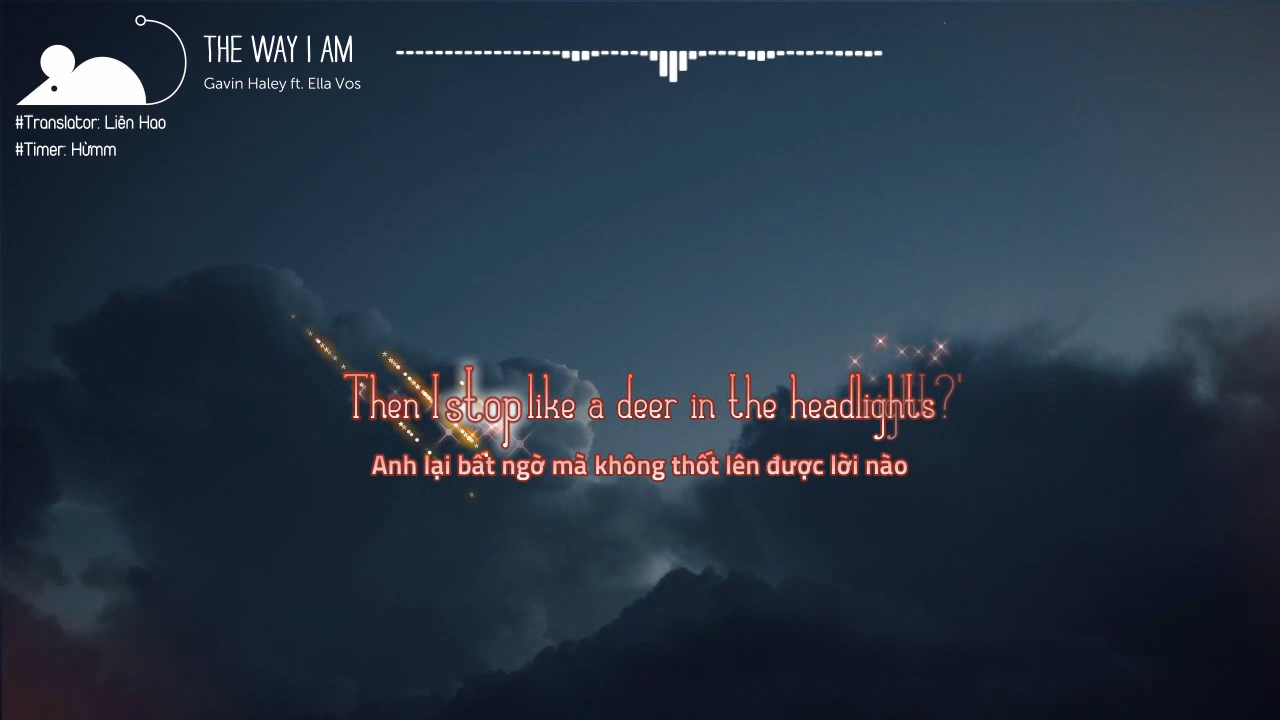 THE WAY I AM
Gavin Haley ft. Ella Vos
#Translator: Liên Hao
#Timer: Hừmm
Then I stop like a deer in the headlights
Anh lại bất ngờ mà không thốt lên được lời nào